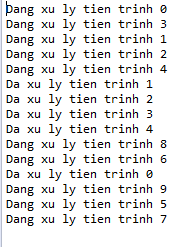 Dang xu ly tien trinh 0
Dang xu ly tien trinh 3
Dang xu ly tien trinh 1
Dang xu ly tien trinh 2
Dang xu ly tien trinh 4
Da xu ly tien trinh 1
Da xu ly tien trinh 2
Da xu ly tien trinh 3
Da xu ly tien trinh 4
Dang xu ly tien trinh 8
Dang xu ly tien trinh 6
Da xu ly tien trinh 0
Dang xu ly tien trinh 9
Dang xu ly tien trinh 5
Dang xu ly tien trinh 7